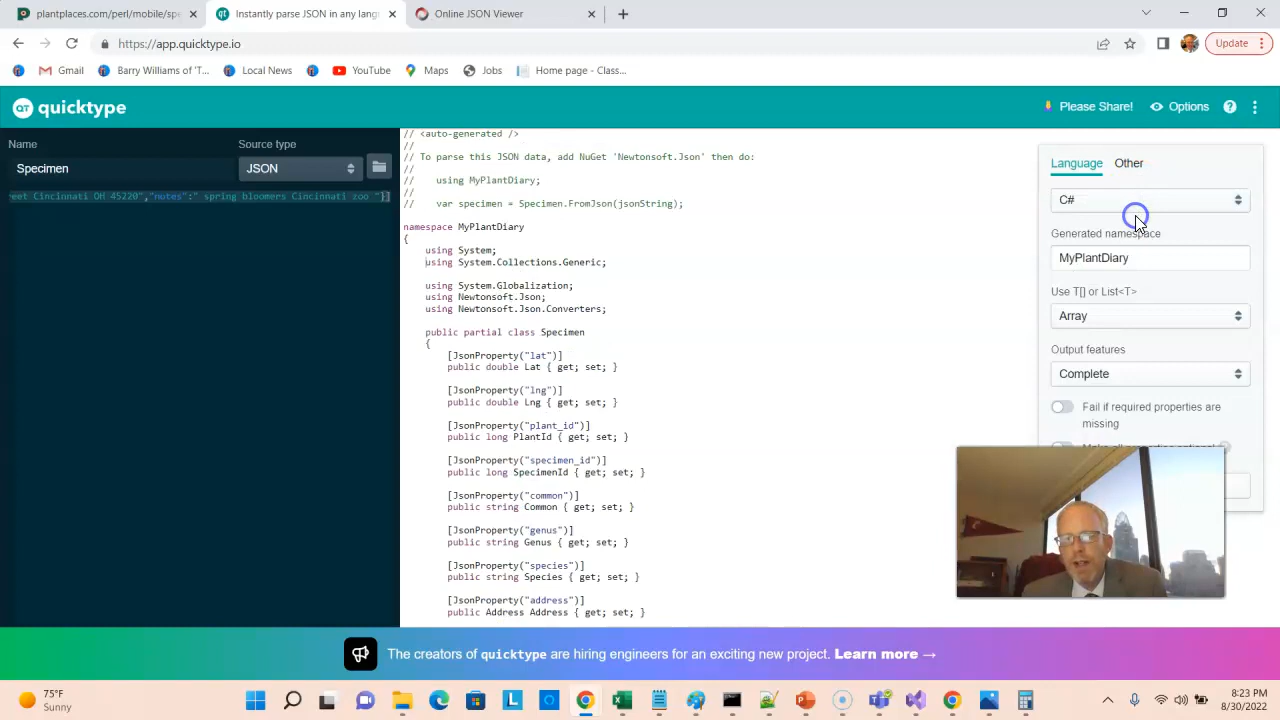 plantplaces.com/perl/mobile/spe
Instantly parse JSON in any lang
Online JSON Viewer
https://app.quicktype.io
Update
Gmail
Barry Williams of 'T...
Local News
YouTube
Maps
Jobs
Home page - Class...
QT quicktype
Please Share!
Options
?
Name
Source type
Specimen
JSON
reet Cincinnati OH 45220","notes":" spring bloomers Cincinnati zoo "}]
// <auto-generated />
//
// To parse this JSON data, add NuGet 'Newtonsoft.Json' then do:
//
//    using MyPlantDiary;
//
//    var specimen = Specimen.FromJson(jsonString);
namespace MyPlantDiary
{
using System;
using System.Collections.Generic;
using System.Globalization;
using Newtonsoft.Json;
using Newtonsoft.Json.Converters;
public partial class Specimen
{
[JsonProperty("lat")]
public double Lat { get; set; }
[JsonProperty("lng")]
public double Lng { get; set; }
[JsonProperty("plant_id")]
public long PlantId { get; set; }
[JsonProperty("specimen_id")]
public long SpecimenId { get; set; }
[JsonProperty("common")]
public string Common { get; set; }
[JsonProperty("genus")]
public string Genus { get; set; }
[JsonProperty("species")]
public string Species { get; set; }
[JsonProperty("address")]
public Address Address { get; set; }
Language
Other
C#
Generated namespace
MyPlantDiary
Use T[] or List<T>
Array
Output features
Complete
Fail if required properties are
missing
The creators of quicktype are hiring engineers for an exciting new project. Learn more →
75°F
Sunny
8:23 PM
8/30/2022